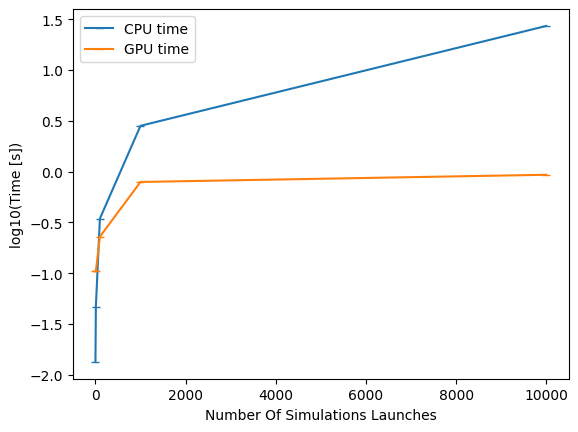 CPU time
GPU time
1.5
1.0
0.5
0.0
−0.5
−1.0
−1.5
−2.0
log10(Time [s])
0 2000 4000 6000 8000 10000
Number Of Simulations Launches